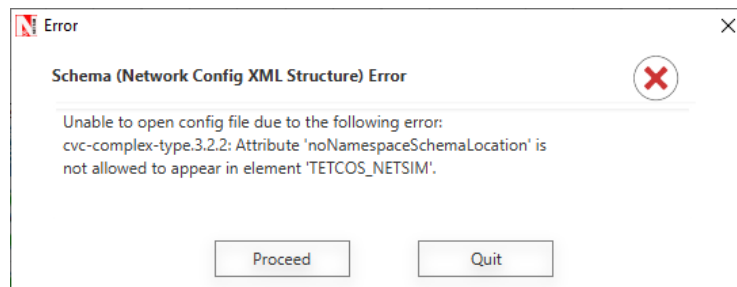 Error
Schema (Network Config XML Structure) Error
Unable to open config file due to the following error:
cvc-complex-type.3.2.2: Attribute 'noNamespaceSchemaLocation' is
not allowed to appear in element 'TETCOS_NETSIM'.
Proceed
Quit